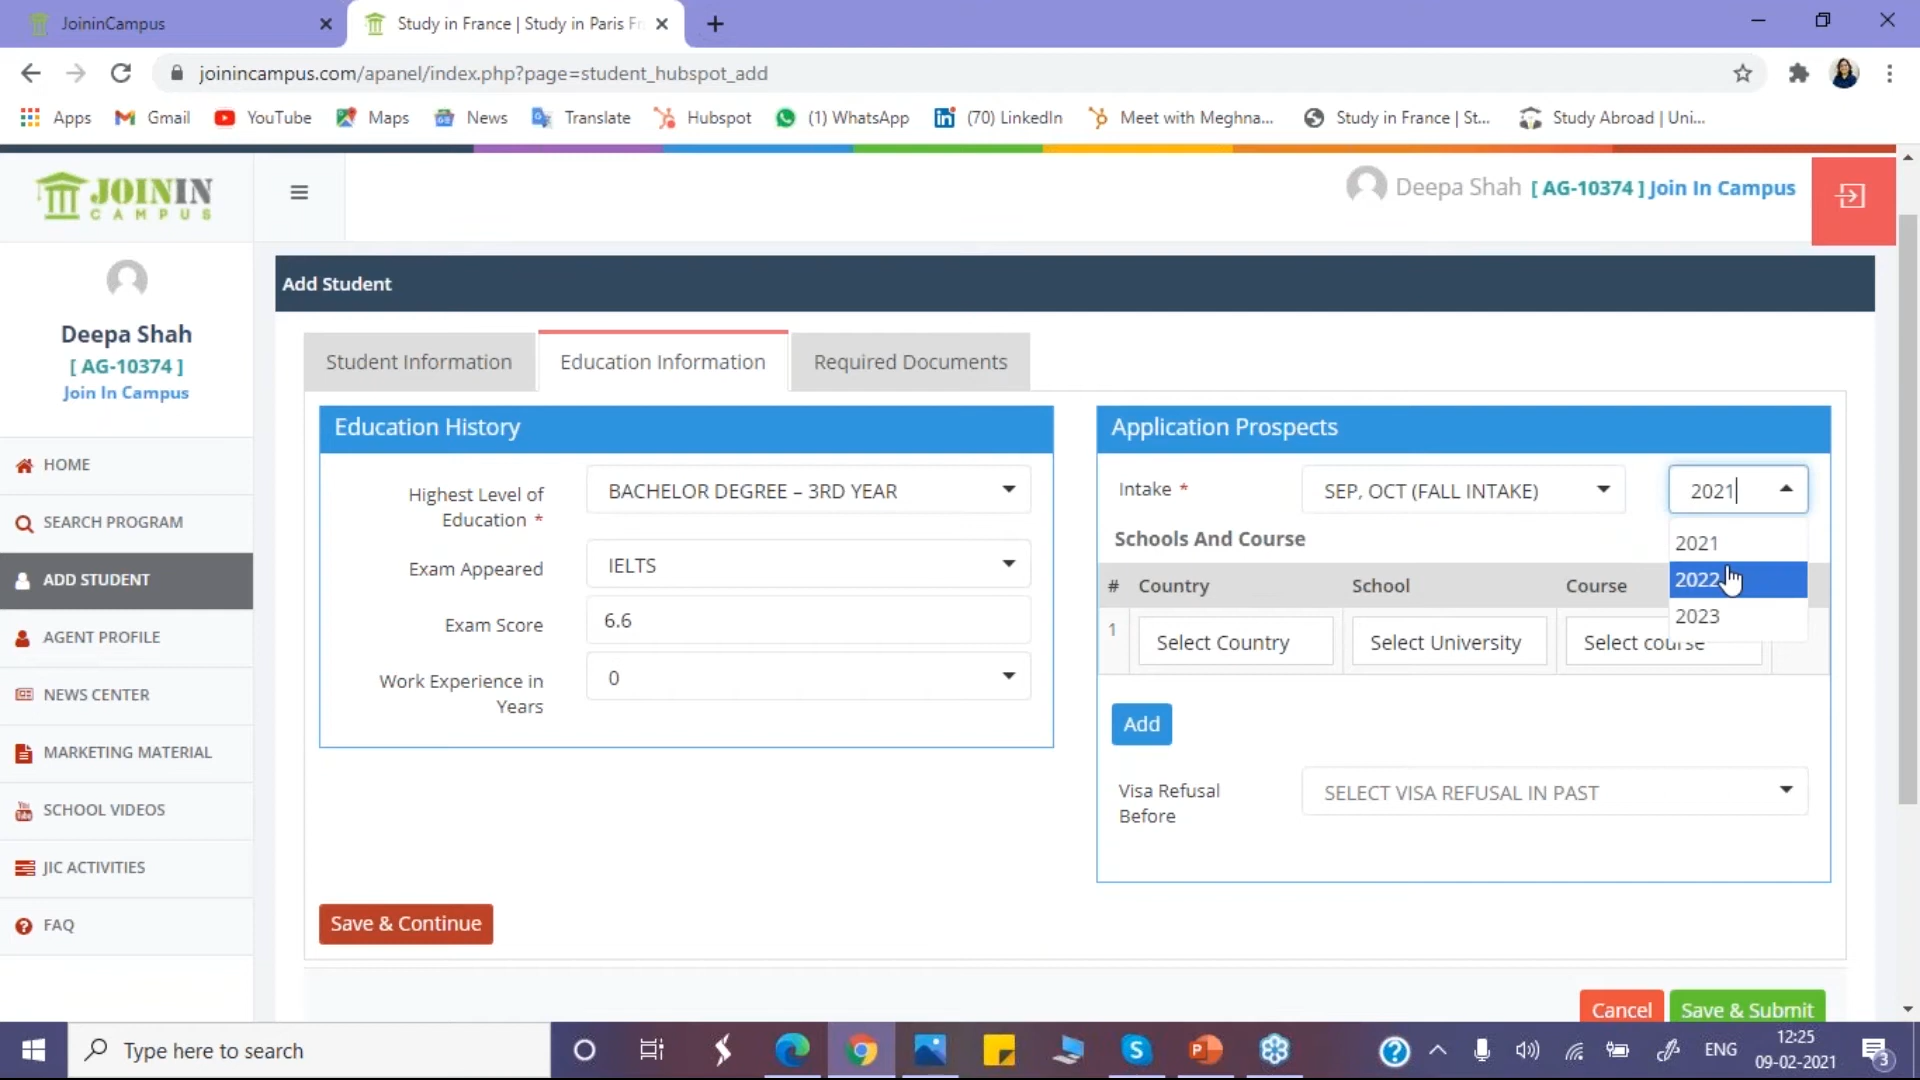 JoininCampus
Study in France | Study in Paris Fr
joinincampus.com/apanel/index.php?page=student_hubspot_add
Apps
Gmail
YouTube
Maps
News
Translate
Hubspot
(1) WhatsApp
(70) LinkedIn
Meet with Meghna...
Study in France | St...
Study Abroad | Uni...
JOININ
CAMPUS
Deepa Shah [ AG-10374 ] Join In Campus
Deepa Shah
[ AG-10374 ]
Join In Campus
HOME
SEARCH PROGRAM
ADD STUDENT
AGENT PROFILE
NEWS CENTER
MARKETING MATERIAL
SCHOOL VIDEOS
JIC ACTIVITIES
FAQ
Add Student
Student Information
Education Information
Required Documents
Education History
Highest Level of
Education *
BACHELOR DEGREE – 3RD YEAR
Exam Appeared
IELTS
Exam Score
6.6
Work Experience in
Years
0
Save & Continue
Application Prospects
Intake *
SEP, OCT (FALL INTAKE)
2021
2021
2022
2023
Schools And Course
# Country School Course
1 Select Country Select University Select course
Add
Visa Refusal
Before
SELECT VISA REFUSAL IN PAST
Cancel
Save & Submit
Type here to search
ENG
12:25
09-02-2021
3